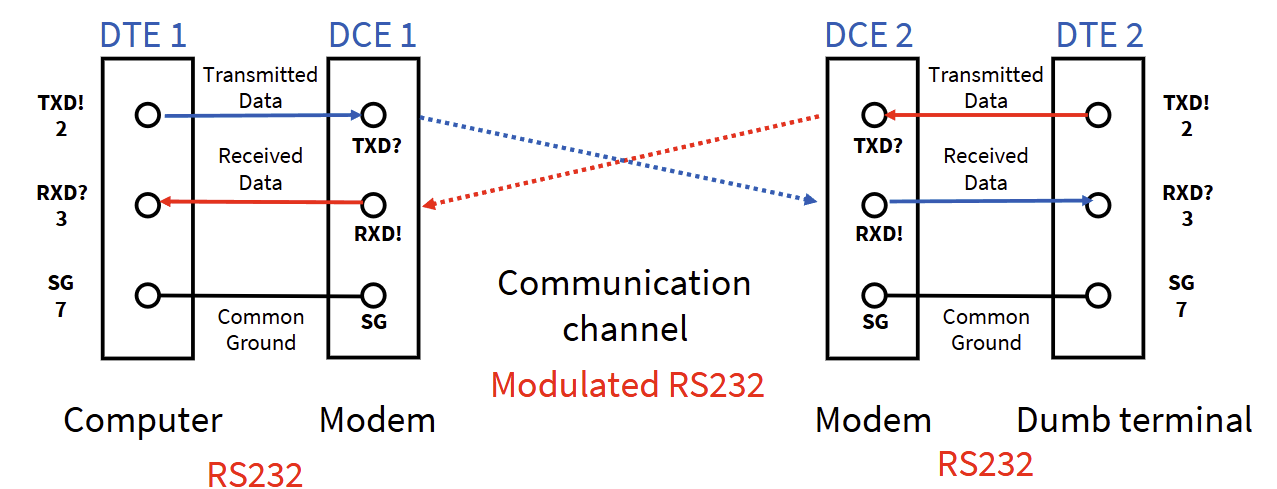 DTE 1
DCE 1
DCE 2
DTE 2
TXD!
2
Transmitted
Data
TXD?
Transmitted
Data
TXD?
TXD!
2
RXD?
3
Received
Data
RXD!
Received
Data
RXD!
RXD?
3
SG
7
Common
Ground
SG
Communication
channel
Modulated RS232
Common
Ground
SG
SG
7
Computer
Modem
Modem
Dumb terminal
RS232
RS232